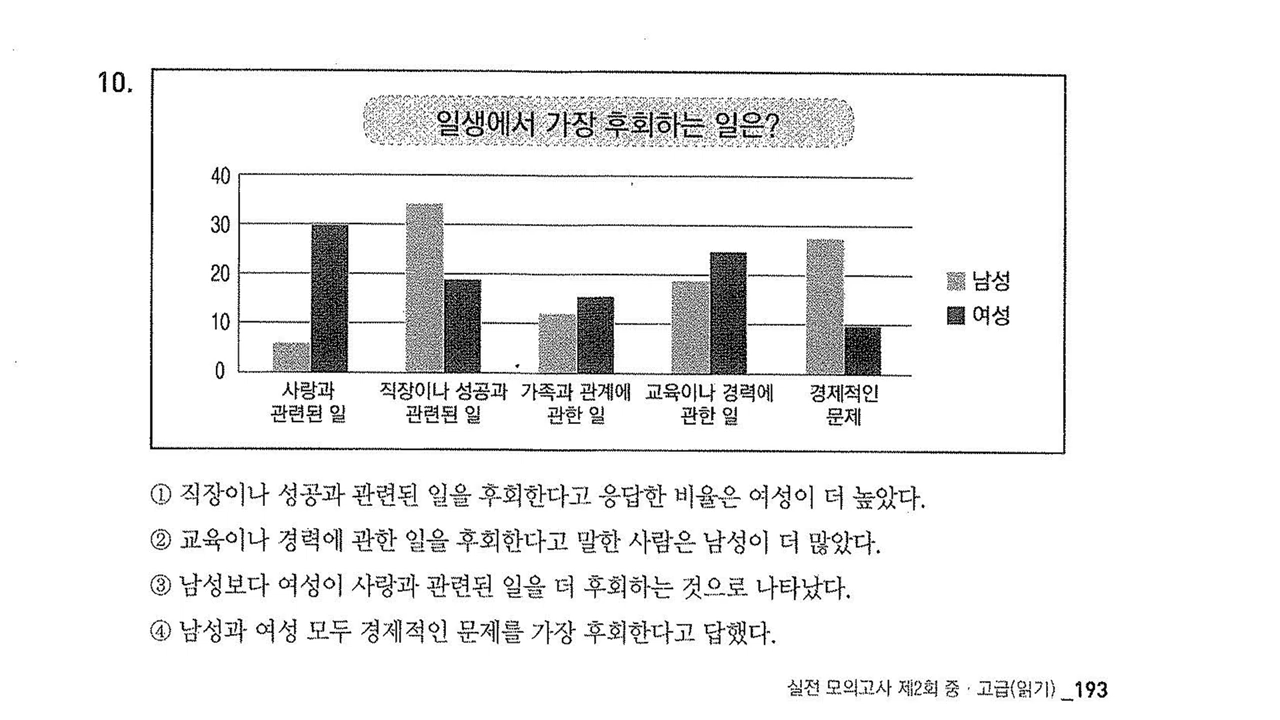 10.
일생에서 가장 후회하는 일은?
40
30
20
10
0
남성
여성
사랑과 관련된 일
직장이나 성공과 관련된 일
가족과 관계에 관한 일
교육이나 경력에 관한 일
경제적인 문제
① 직장이나 성공과 관련된 일을 후회한다고 응답한 비율은 여성이 더 높았다.
② 교육이나 경력에 관한 일을 후회한다고 말한 사람은 남성이 더 많았다.
③ 남성보다 여성이 사랑과 관련된 일을 더 후회하는 것으로 나타났다.
④ 남성과 여성 모두 경제적인 문제를 가장 후회한다고 답했다.
실전 모의고사 제2회 중·고급(읽기)_193